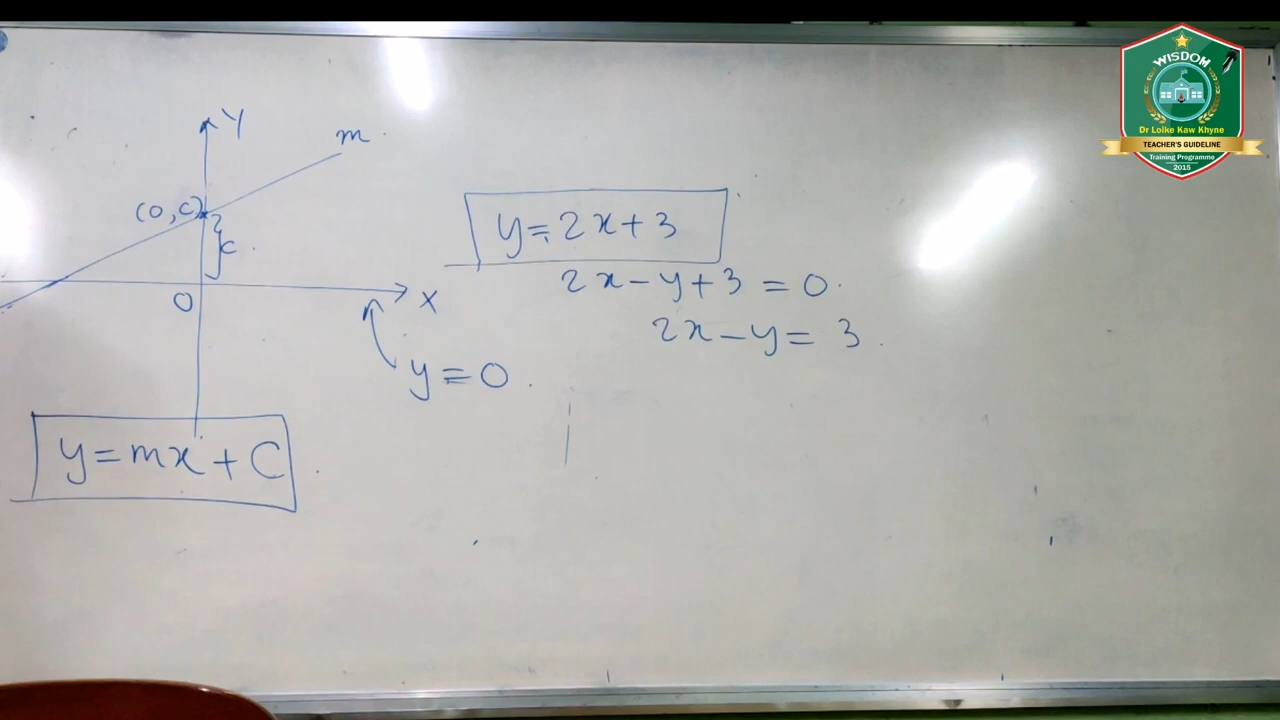 Y
m
(0,C)
C
O
X
y=0
y=mx+C
y=2x+3
2x-y+3=0
2x-y=3
WISDOM
Dr Loike Kaw Khyne
TEACHER'S GUIDELINE
Training Programme
2015